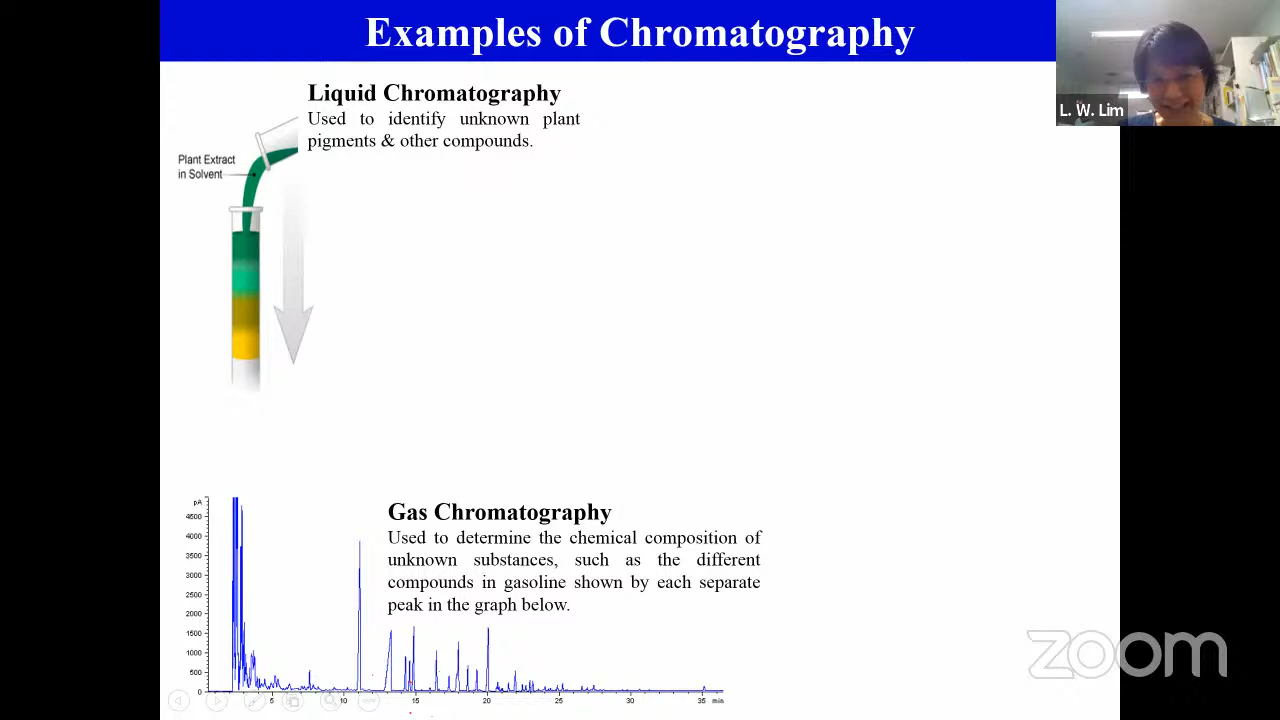 Examples of Chromatography
L. W. Lim
Liquid Chromatography
Used to identify unknown plant
pigments & other compounds.
Plant Extract
in Solvent
Gas Chromatography
Used to determine the chemical composition of
unknown substances, such as the different
compounds in gasoline shown by each separate
peak in the graph below.
pA
4500
4000
3500
3000
2500
2000
1500
1000
500
0
5
10
15
20
25
30
35
min
zoom